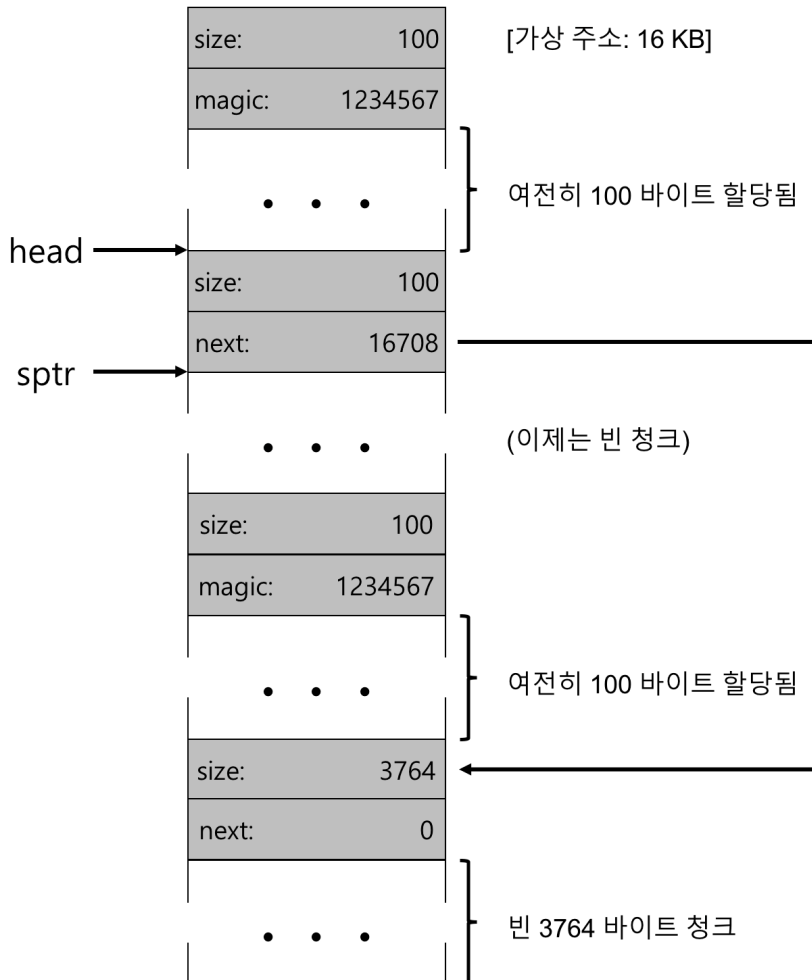 size: 100 [가상 주소: 16 KB]
magic: 1234567
• • • 여전히 100 바이트 할당됨
head
size: 100
next: 16708
sptr
• • • (이제는 빈 청크)
size: 100
magic: 1234567
• • • 여전히 100 바이트 할당됨
size: 3764
next: 0
• • • 빈 3764 바이트 청크